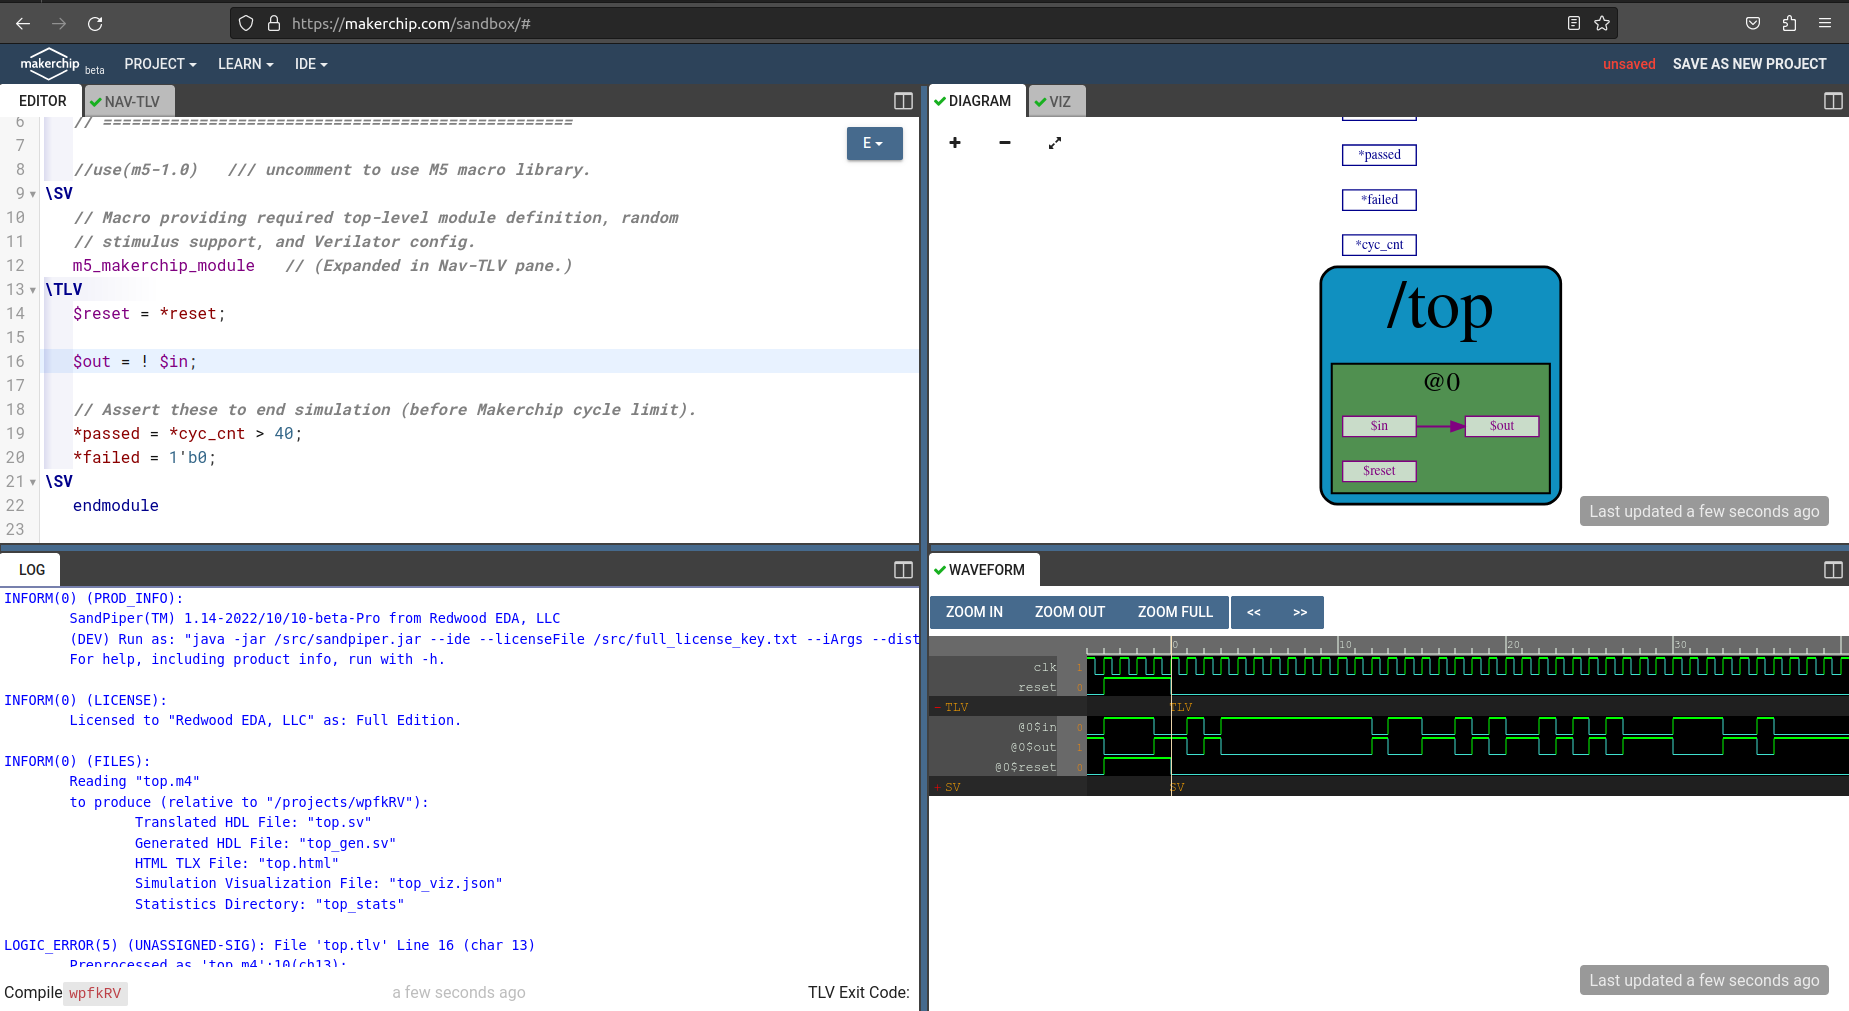 https://makerchip.com/sandbox/#
makerchip beta PROJECT LEARN IDE unsaved SAVE AS NEW PROJECT
EDITOR NAV-TLV
6 // =================================================
7
8 //use(m5-1.0) /// uncomment to use M5 macro library.
9 \SV
10 // Macro providing required top-level module definition, random
11 // stimulus support, and Verilator config.
12 m5_makerchip_module // (Expanded in Nav-TLV pane.)
13 \TLV
14 $reset = *reset;
15
16 $out = ! $in;
17
18 // Assert these to end simulation (before Makerchip cycle limit).
19 *passed = *cyc_cnt > 40;
20 *failed = 1'b0;
21 \SV
22 endmodule
23
E
DIAGRAM VIZ
*passed
*failed
*cyc_cnt
/top
@0
$in $out
$reset
Last updated a few seconds ago
LOG
INFORM(0) (PROD_INFO):
SandPiper(TM) 1.14-2022/10/10-beta-Pro from Redwood EDA, LLC
(DEV) Run as: "java -jar /src/sandpiper.jar --ide --licenseFile /src/full_license_key.txt --iArgs --dist
For help, including product info, run with -h.
INFORM(0) (LICENSE):
Licensed to "Redwood EDA, LLC" as: Full Edition.
INFORM(0) (FILES):
Reading "top.m4"
to produce (relative to "/projects/wpfkRV"):
Translated HDL File: "top.sv"
Generated HDL File: "top_gen.sv"
HTML TLX File: "top.html"
Simulation Visualization File: "top_viz.json"
Statistics Directory: "top_stats"
LOGIC_ERROR(5) (UNASSIGNED-SIG): File 'top.tlv' Line 16 (char 13)
Preprocessed as 'top.m4':10(ch13):
Compile wpfkRV a few seconds ago TLV Exit Code:
WAVEFORM
ZOOM IN ZOOM OUT ZOOM FULL << >>
0 10 20 30
clk 1
reset 0
- TLV TLV
@0$in 0
@0$out 1
@0$reset 0
+ SV SV
Last updated a few seconds ago